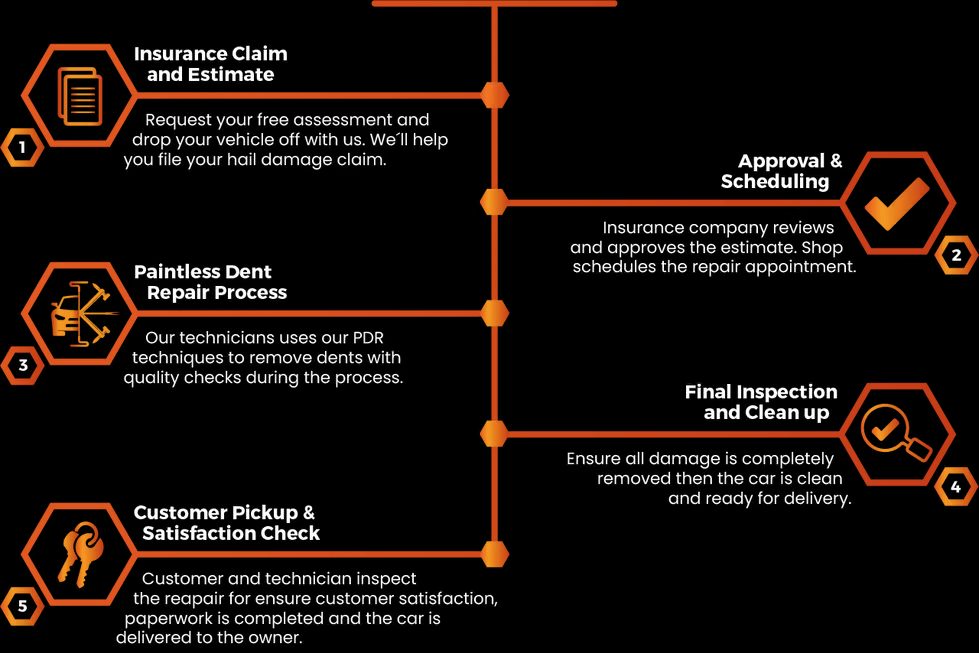 Insurance Claim
and Estimate
Request your free assessment and
drop your vehicle off with us. We´ll help
you file your hail damage claim.
1
Approval &
Scheduling
Insurance company reviews
and approves the estimate. Shop
schedules the repair appointment.
2
Paintless Dent
Repair Process
Our technicians uses our PDR
techniques to remove dents with
quality checks during the process.
3
Final Inspection
and Clean up
Ensure all damage is completely
removed then the car is clean
and ready for delivery.
4
Customer Pickup &
Satisfaction Check
Customer and technician inspect
the reapair for ensure customer satisfaction,
paperwork is completed and the car is
delivered to the owner.
5